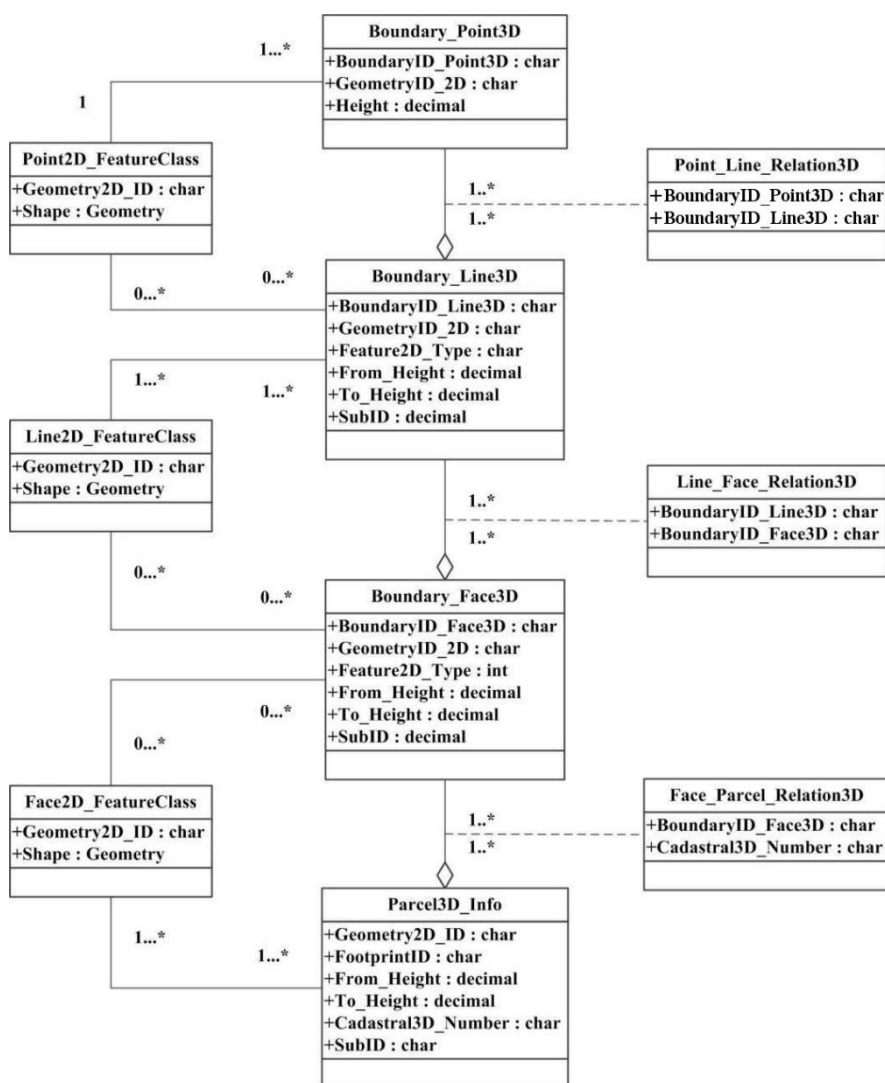 Boundary_Point3D
+BoundaryID_Point3D : char
+GeometryID_2D : char
+Height : decimal
1...*
1
Point2D_FeatureClass
+Geometry2D_ID : char
+Shape : Geometry
Point_Line_Relation3D
+BoundaryID_Point3D : char
+BoundaryID_Line3D : char
1..*
1..*
0...*
0...*
Boundary_Line3D
+BoundaryID_Line3D : char
+GeometryID_2D : char
+Feature2D_Type : char
+From_Height : decimal
+To_Height : decimal
+SubID : decimal
1...*
1...*
Line2D_FeatureClass
+Geometry2D_ID : char
+Shape : Geometry
Line_Face_Relation3D
+BoundaryID_Line3D : char
+BoundaryID_Face3D : char
1..*
1..*
0...*
0...*
Boundary_Face3D
+BoundaryID_Face3D : char
+GeometryID_2D : char
+Feature2D_Type : int
+From_Height : decimal
+To_Height : decimal
+SubID : decimal
0...*
0...*
Face2D_FeatureClass
+Geometry2D_ID : char
+Shape : Geometry
Face_Parcel_Relation3D
+BoundaryID_Face3D : char
+Cadastral3D_Number : char
1..*
1..*
1...*
1...*
Parcel3D_Info
+Geometry2D_ID : char
+FootprintID : char
+From_Height : decimal
+To_Height : decimal
+Cadastral3D_Number : char
+SubID : char